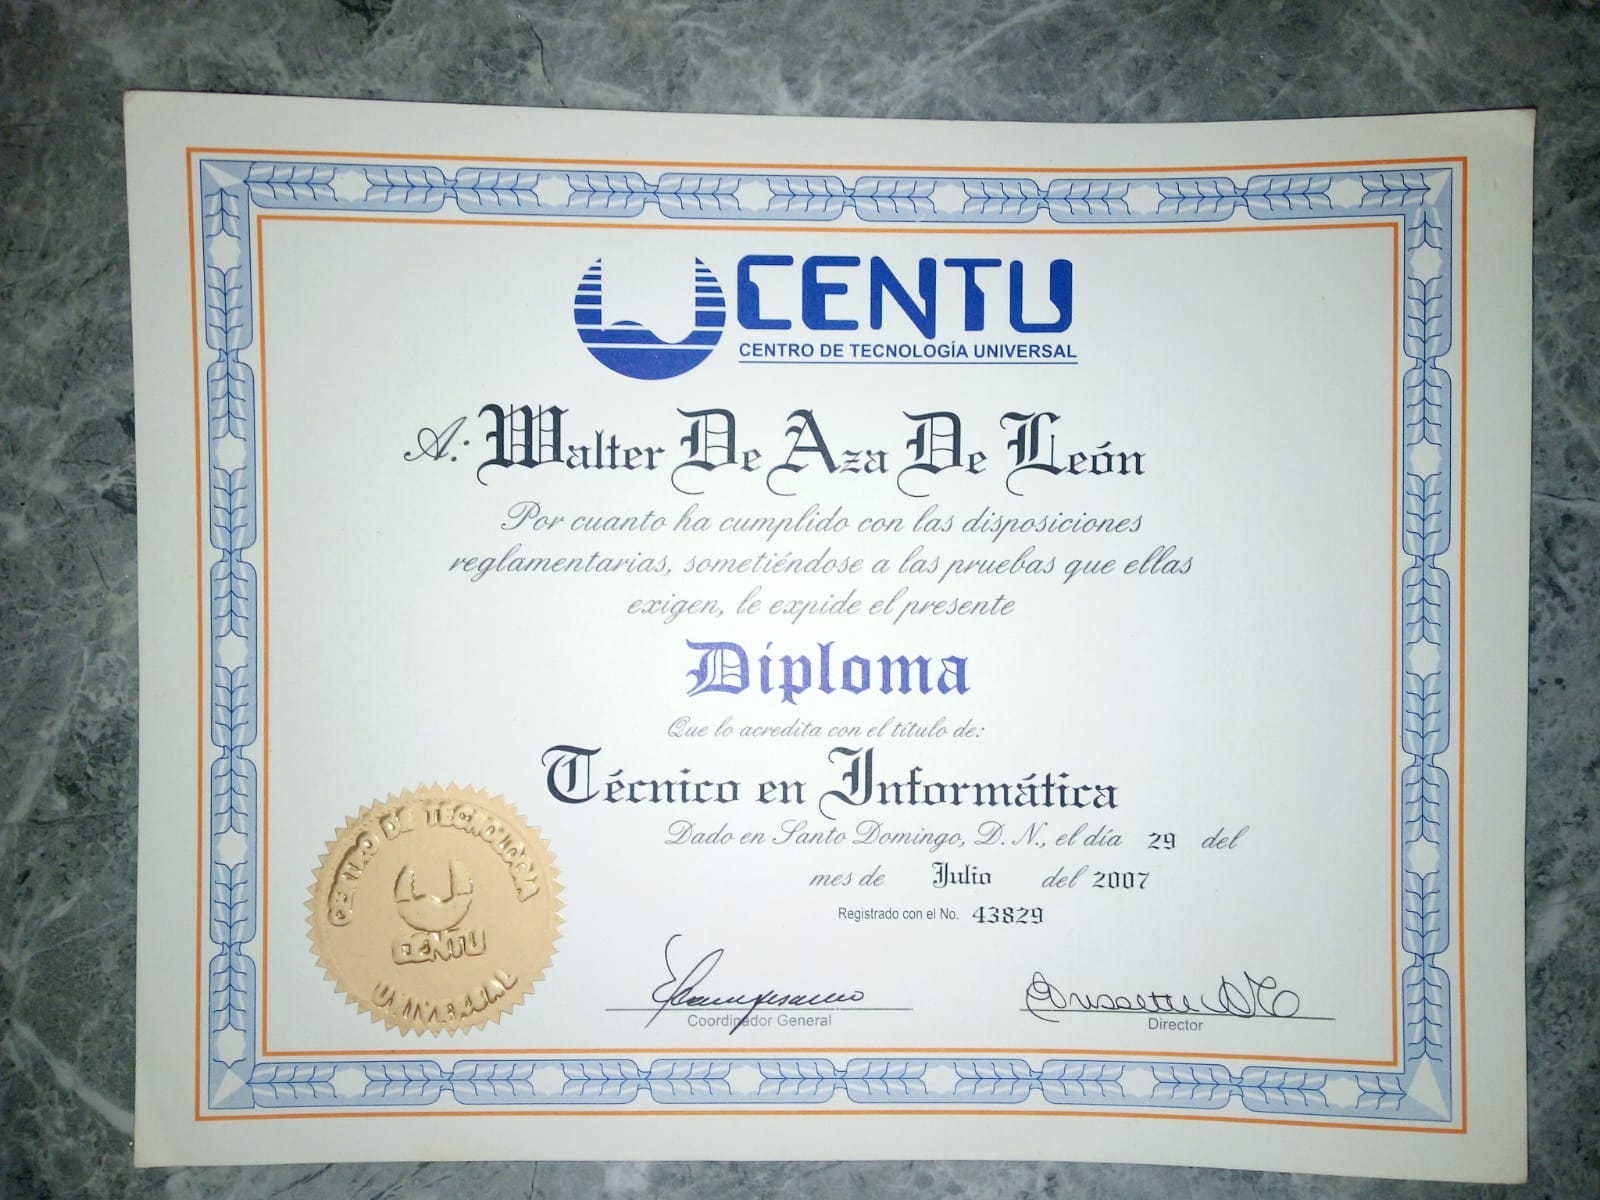 CENTU
CENTRO DE TECNOLOGÍA UNIVERSAL
A: Walter De Aza De León
Por cuanto ha cumplido con las disposiciones
reglamentarias, sometiéndose a las pruebas que ellas
exigen, le expide el presente
Diploma
Que lo acredita con el título de:
Técnico en Informática
Dado en Santo Domingo, D. N., el día 29 del
mes de Julio del 2007
Registrado con el No. 43829
CENTRO DE TECNOLOGIA
CENTU
UNIVERSAL
Coordinador General
Director